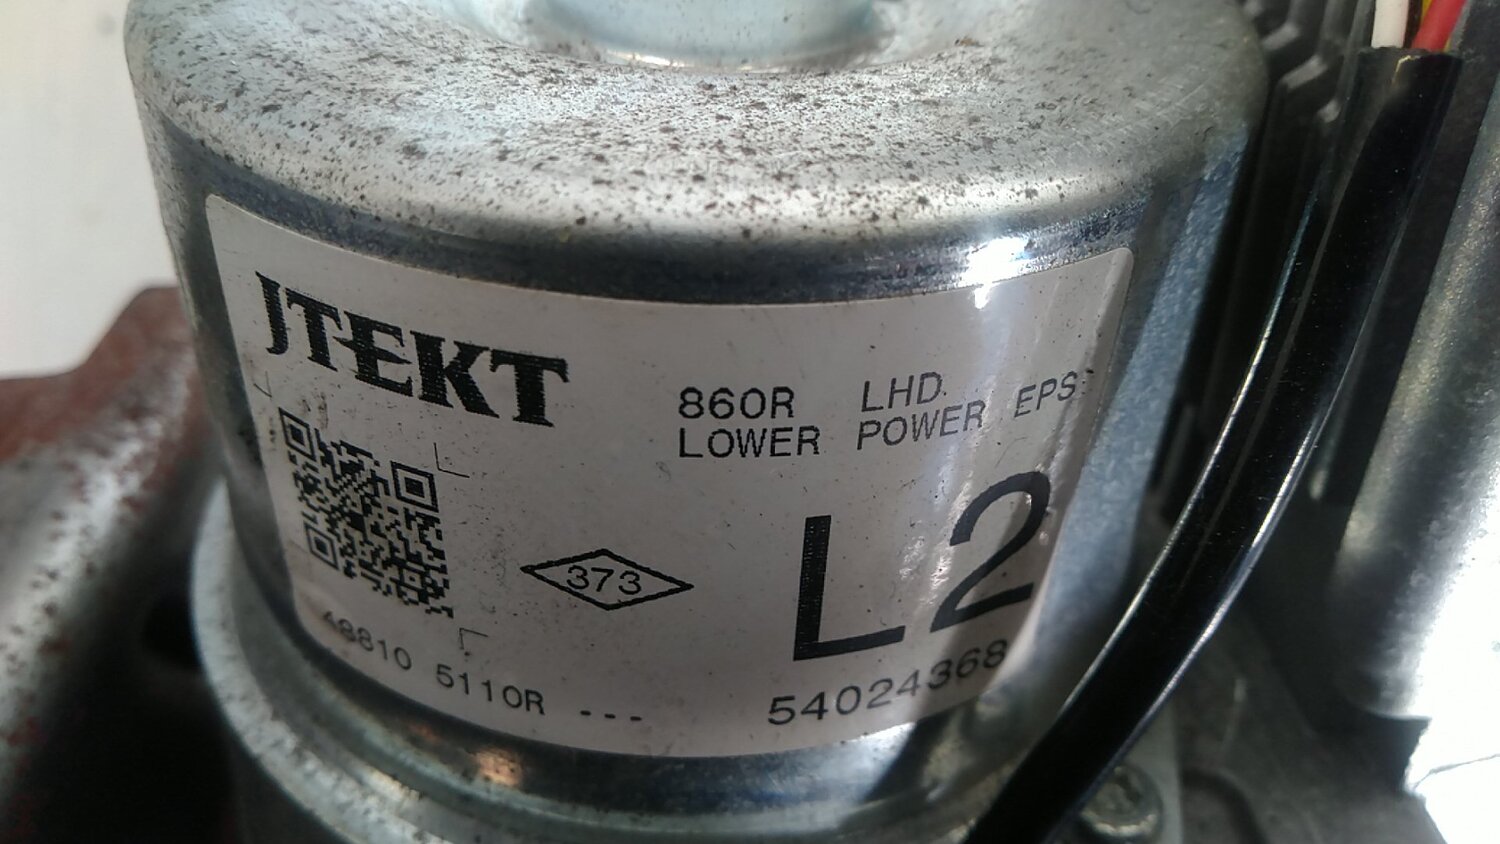 JTEKT
860R LHD.
LOWER POWER EPS
373
L2
48810 5110R ---
54024368